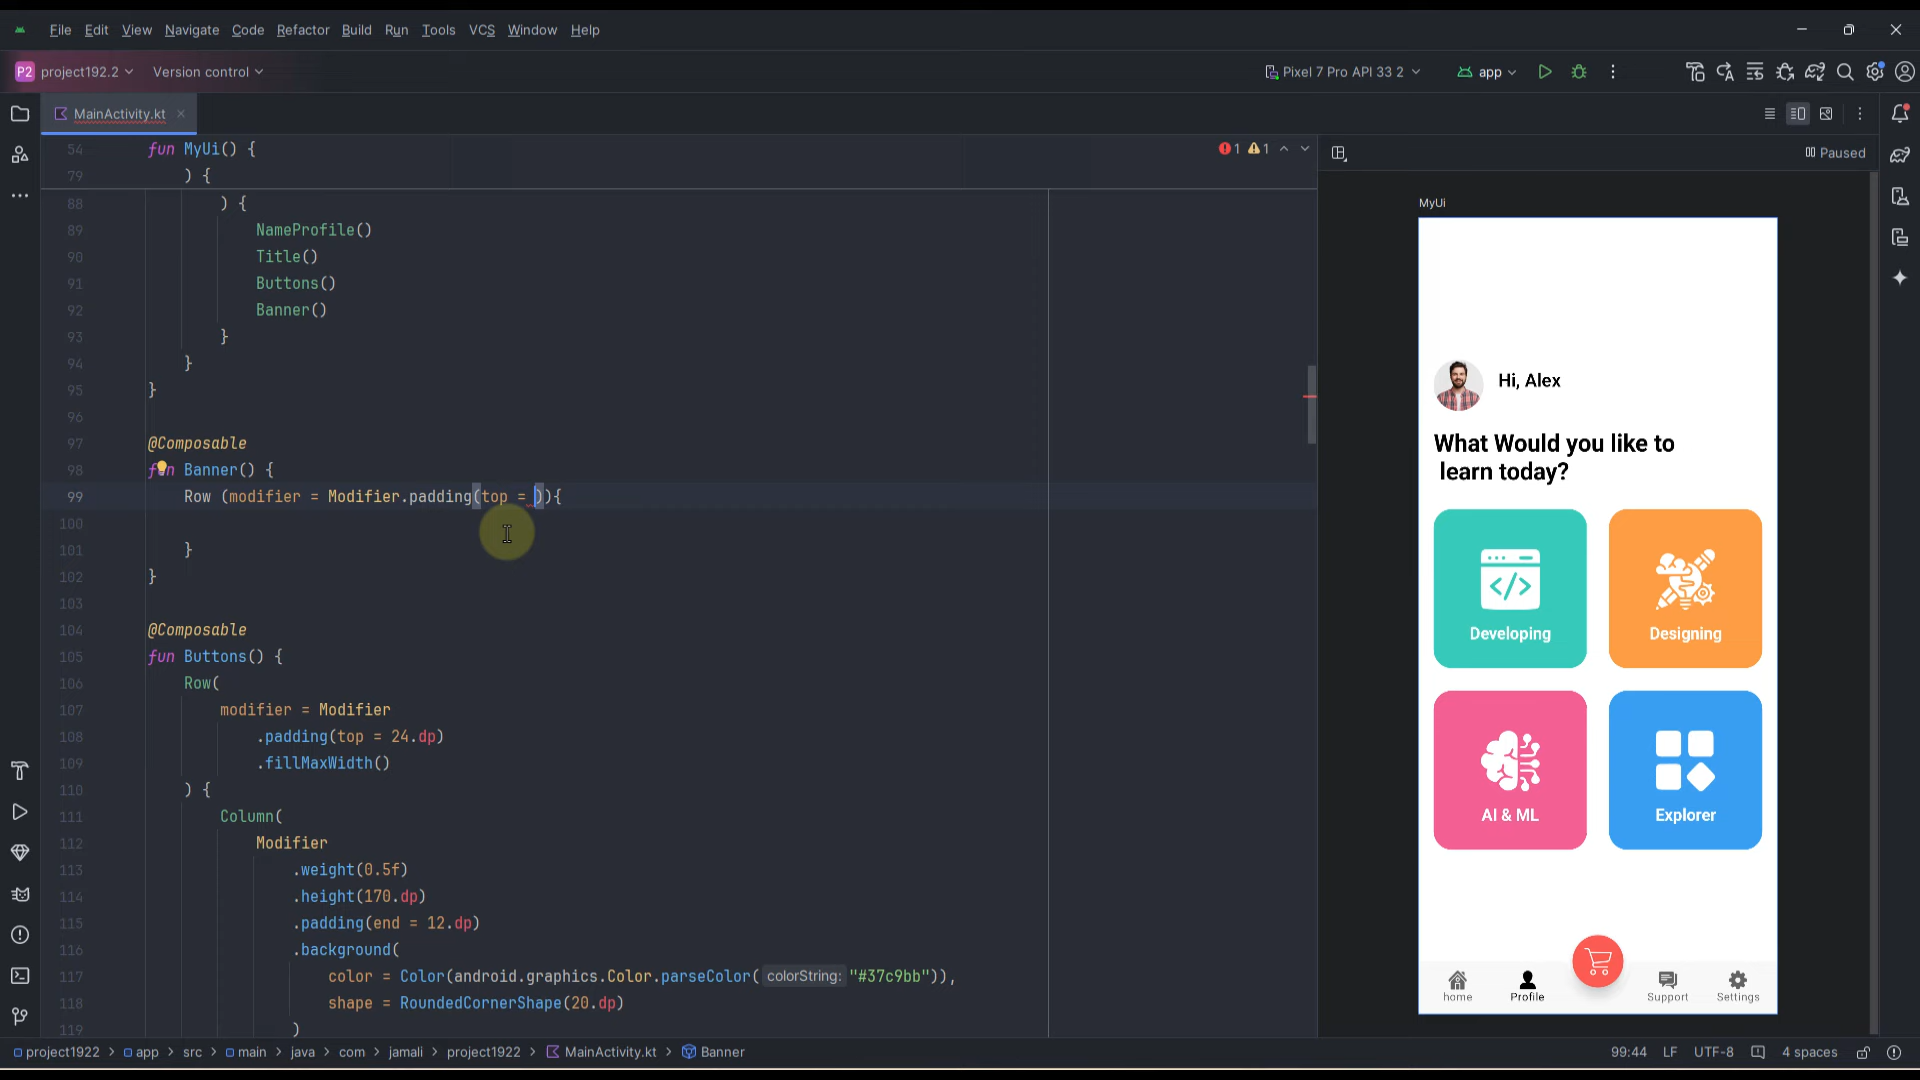 File Edit View Navigate Code Refactor Build Run Tools VCS Window Help
P2 project192.2 Version control Pixel 7 Pro API 33 2 app
MainActivity.kt
54 fun MyUi() { 1 1
79 ) {
88 ) {
89 NameProfile()
90 Title()
91 Buttons()
92 Banner()
93 }
94 }
95 }
96
97 @Composable
98 fun Banner() {
99 Row (modifier = Modifier.padding(top = )){
100
101 }
102 }
103
104 @Composable
105 fun Buttons() {
106 Row(
107 modifier = Modifier
108 .padding(top = 24.dp)
109 .fillMaxWidth()
110 ) {
111 Column(
112 Modifier
113 .weight(0.5f)
114 .height(170.dp)
115 .padding(end = 12.dp)
116 .background(
117 color = Color(android.graphics.Color.parseColor( colorString: "#37c9bb")),
118 shape = RoundedCornerShape(20.dp)
119 )
Paused
MyUi
Hi, Alex
What Would you like to
learn today?
Developing
Designing
AI & ML
Explorer
home Profile Support Settings
project1922 > app > src > main > java > com > jamali > project1922 > MainActivity.kt > Banner 99:44 LF UTF-8 4 spaces